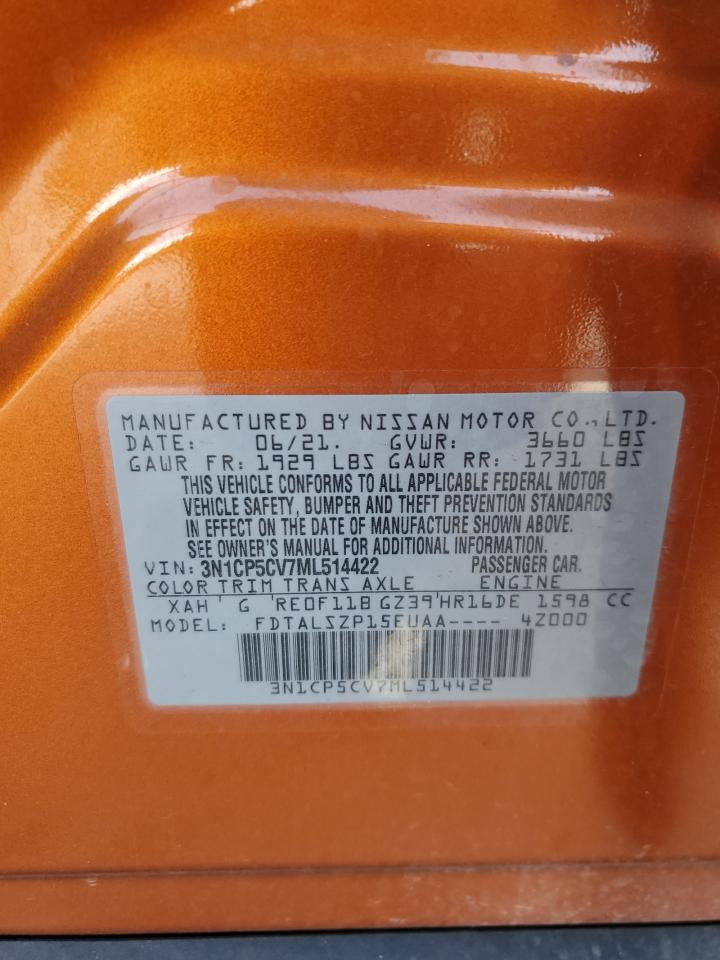 MANUFACTURED BY NISSAN MOTOR CO., LTD.
DATE: 06/21. GVWR: 3660 LBS
GAWR FR: 1929 LBS GAWR RR: 1731 LBS
THIS VEHICLE CONFORMS TO ALL APPLICABLE FEDERAL MOTOR
VEHICLE SAFETY, BUMPER AND THEFT PREVENTION STANDARDS
IN EFFECT ON THE DATE OF MANUFACTURE SHOWN ABOVE.
SEE OWNER'S MANUAL FOR ADDITIONAL INFORMATION.
VIN: 3N1CP5CV7ML514422 PASSENGER CAR.
COLOR TRIM TRANS AXLE ENGINE
XAH G RE0F11B GZ39 HR16DE 1598 CC
MODEL: FDTALSZP15EUAA---- 4Z000
3N1CP5CV7ML514422